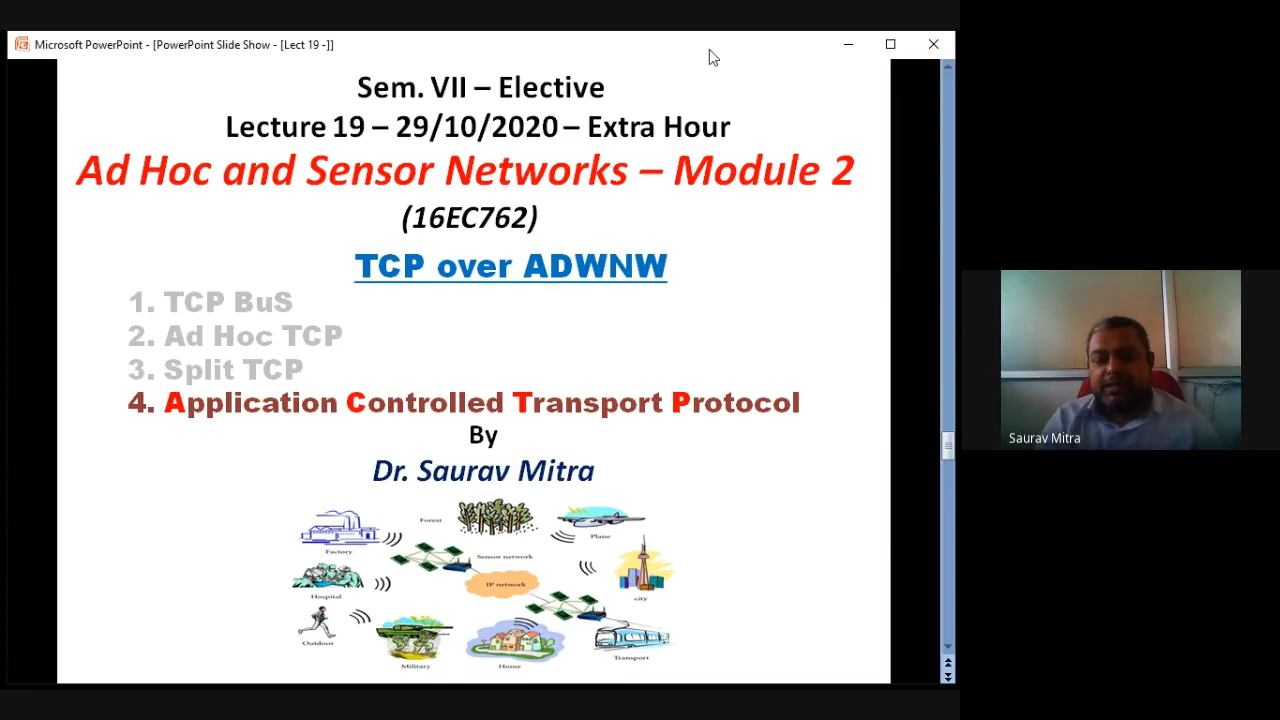 Microsoft PowerPoint - [PowerPoint Slide Show - [Lect 19 -]]
Sem. VII – Elective
Lecture 19 – 29/10/2020 – Extra Hour
Ad Hoc and Sensor Networks – Module 2
(16EC762)
TCP over ADWNW
1. TCP BuS
2. Ad Hoc TCP
3. Split TCP
4. Application Controlled Transport Protocol
By
Dr. Saurav Mitra
Forest
Plane
Factory
Sensor network
IP network
Hospital
city
Outdoor
Military
Home
Transport
Saurav Mitra